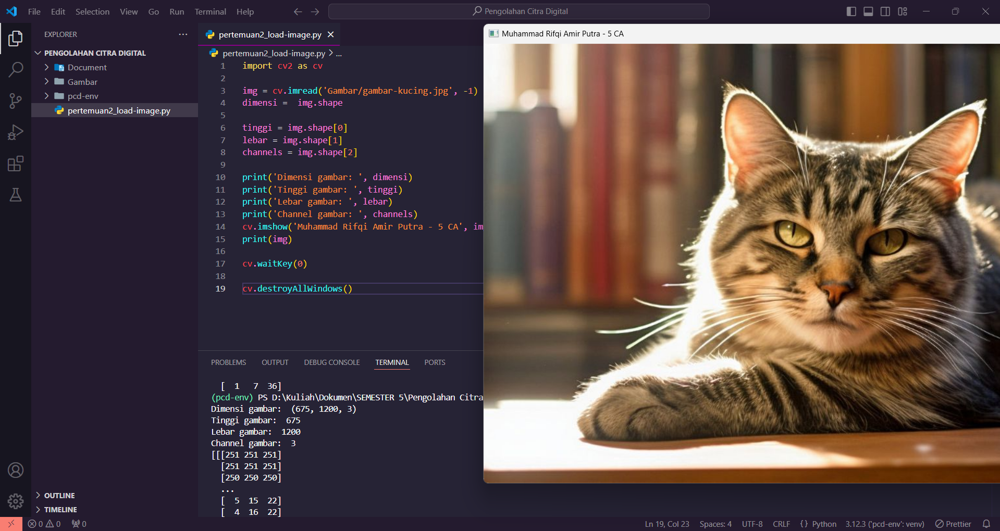 File Edit Selection View Go Run Terminal Help
Pengolahan Citra Digital
EXPLORER
PENGOLAHAN CITRA DIGITAL
Document
Gambar
pcd-env
pertemuan2_load-image.py
OUTLINE
TIMELINE
pertemuan2_load-image.py
pertemuan2_load-image.py > ...
1 import cv2 as cv
2
3 img = cv.imread('Gambar/gambar-kucing.jpg', -1)
4 dimensi =  img.shape
5
6 tinggi = img.shape[0]
7 lebar = img.shape[1]
8 channels = img.shape[2]
9
10 print('Dimensi gambar: ', dimensi)
11 print('Tinggi gambar: ', tinggi)
12 print('Lebar gambar: ', lebar)
13 print('Channel gambar: ', channels)
14 cv.imshow('Muhammad Rifqi Amir Putra - 5 CA', im
15 print(img)
16
17 cv.waitKey(0)
18
19 cv.destroyAllWindows()
PROBLEMS OUTPUT DEBUG CONSOLE TERMINAL PORTS
[  1   7  36]
(pcd-env) PS D:\Kuliah\Dokumen\SEMESTER 5\Pengolahan Citra
Dimensi gambar:  (675, 1200, 3)
Tinggi gambar:  675
Lebar gambar:  1200
Channel gambar:  3
[[[251 251 251]
[251 251 251]
[250 250 250]
...
[  5  15  22]
[  4  16  22]
Muhammad Rifqi Amir Putra - 5 CA
0 0 0
Ln 19, Col 23 Spaces: 4 UTF-8 CRLF {} Python 3.12.3 ('pcd-env': venv) Prettier